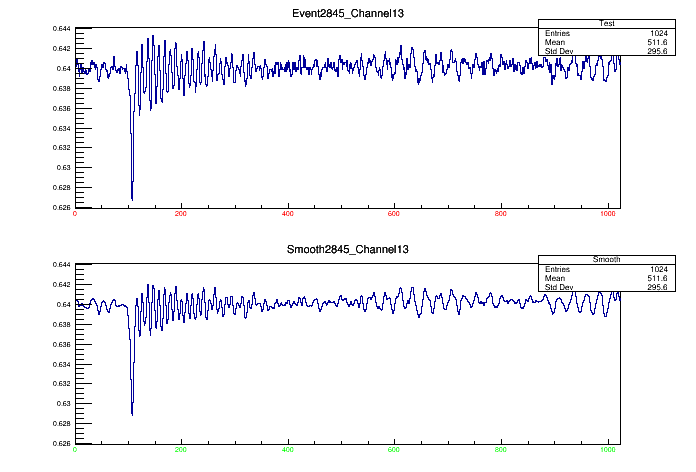 Event2845_Channel13
Test
Entries 1024
Mean 511.6
Std Dev 295.6
0.644
0.642
0.64
0.638
0.636
0.634
0.632
0.63
0.628
0.626
0 200 400 600 800 1000
Smooth2845_Channel13
Smooth
Entries 1024
Mean 511.6
Std Dev 295.6
0.644
0.642
0.64
0.638
0.636
0.634
0.632
0.63
0.628
0.626
0 200 400 600 800 1000